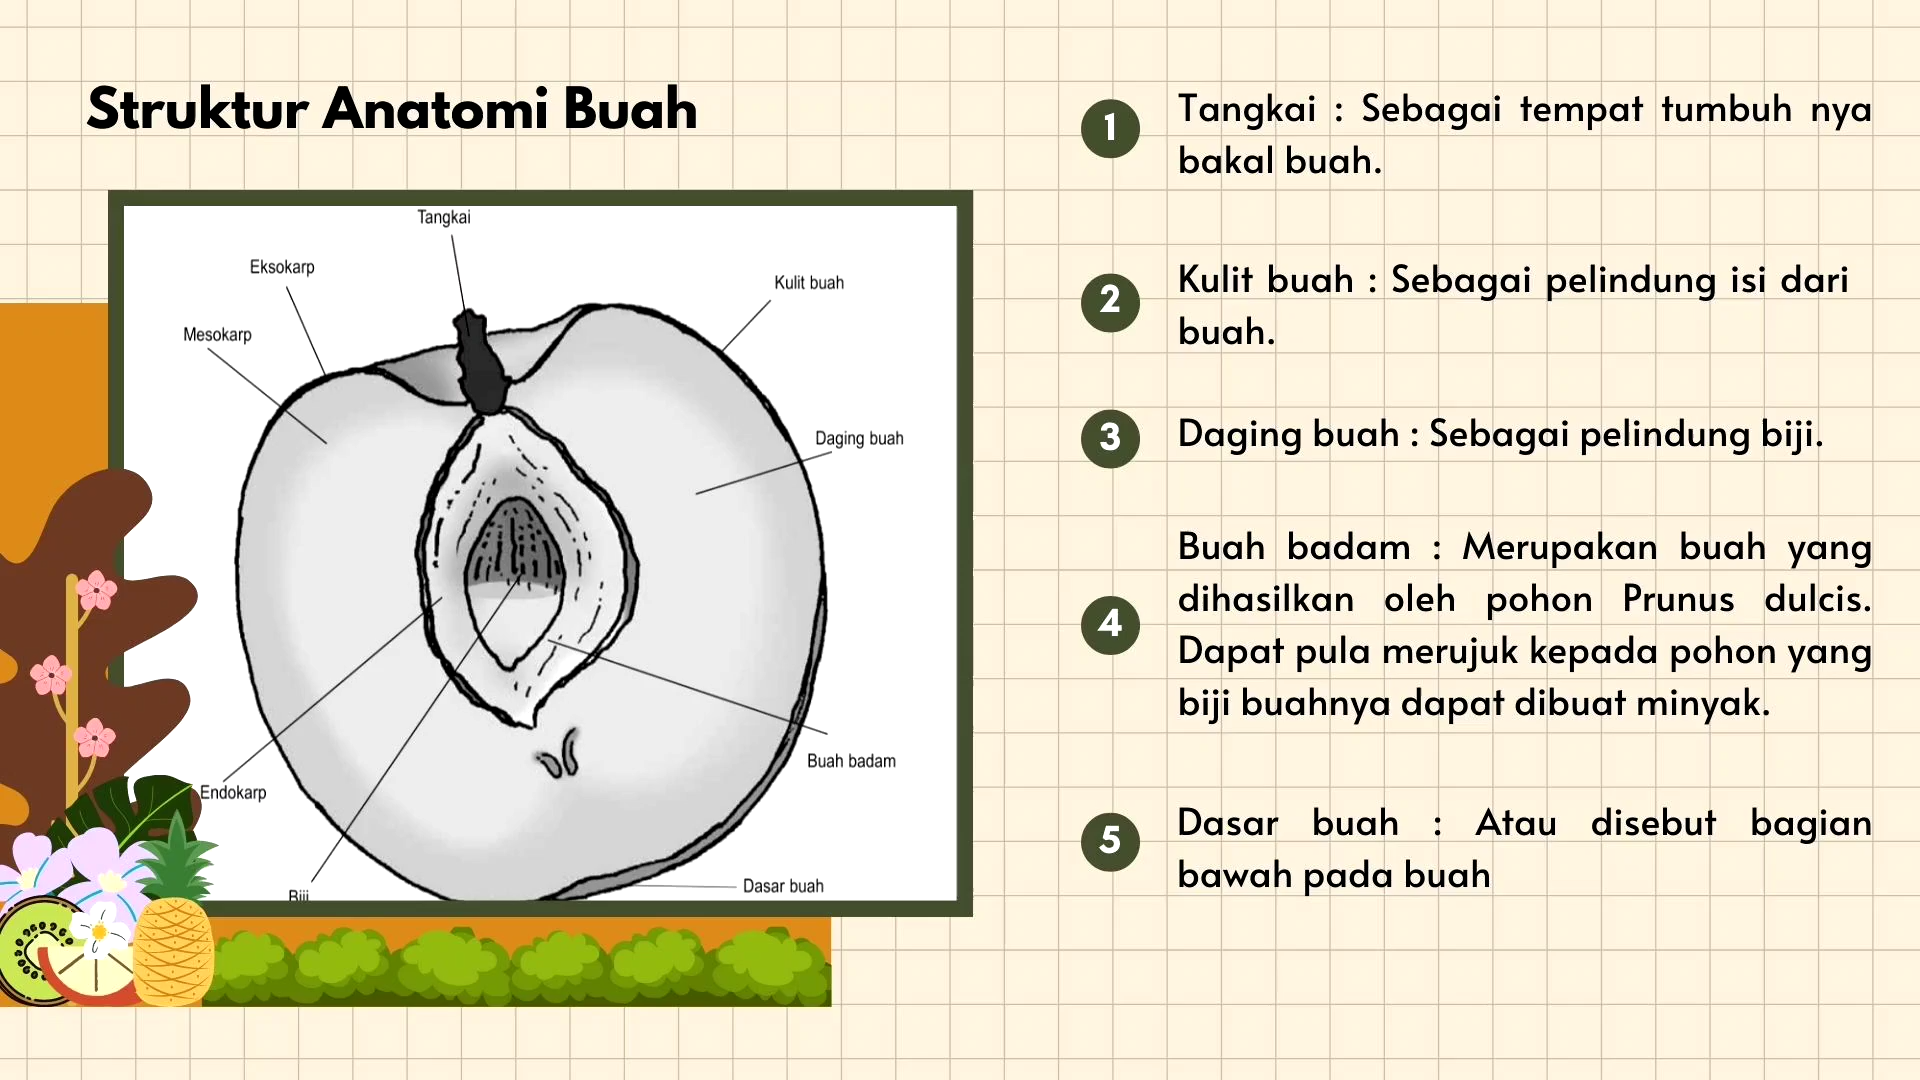 Struktur Anatomi Buah
Tangkai
Eksokarp
Kulit buah
Mesokarp
Daging buah
Buah badam
Endokarp
Dasar buah
Biji
1
Tangkai : Sebagai tempat tumbuh nya
bakal buah.
2
Kulit buah : Sebagai pelindung isi dari
buah.
3
Daging buah : Sebagai pelindung biji.
4
Buah badam : Merupakan buah yang
dihasilkan oleh pohon Prunus dulcis.
Dapat pula merujuk kepada pohon yang
biji buahnya dapat dibuat minyak.
5
Dasar buah : Atau disebut bagian
bawah pada buah